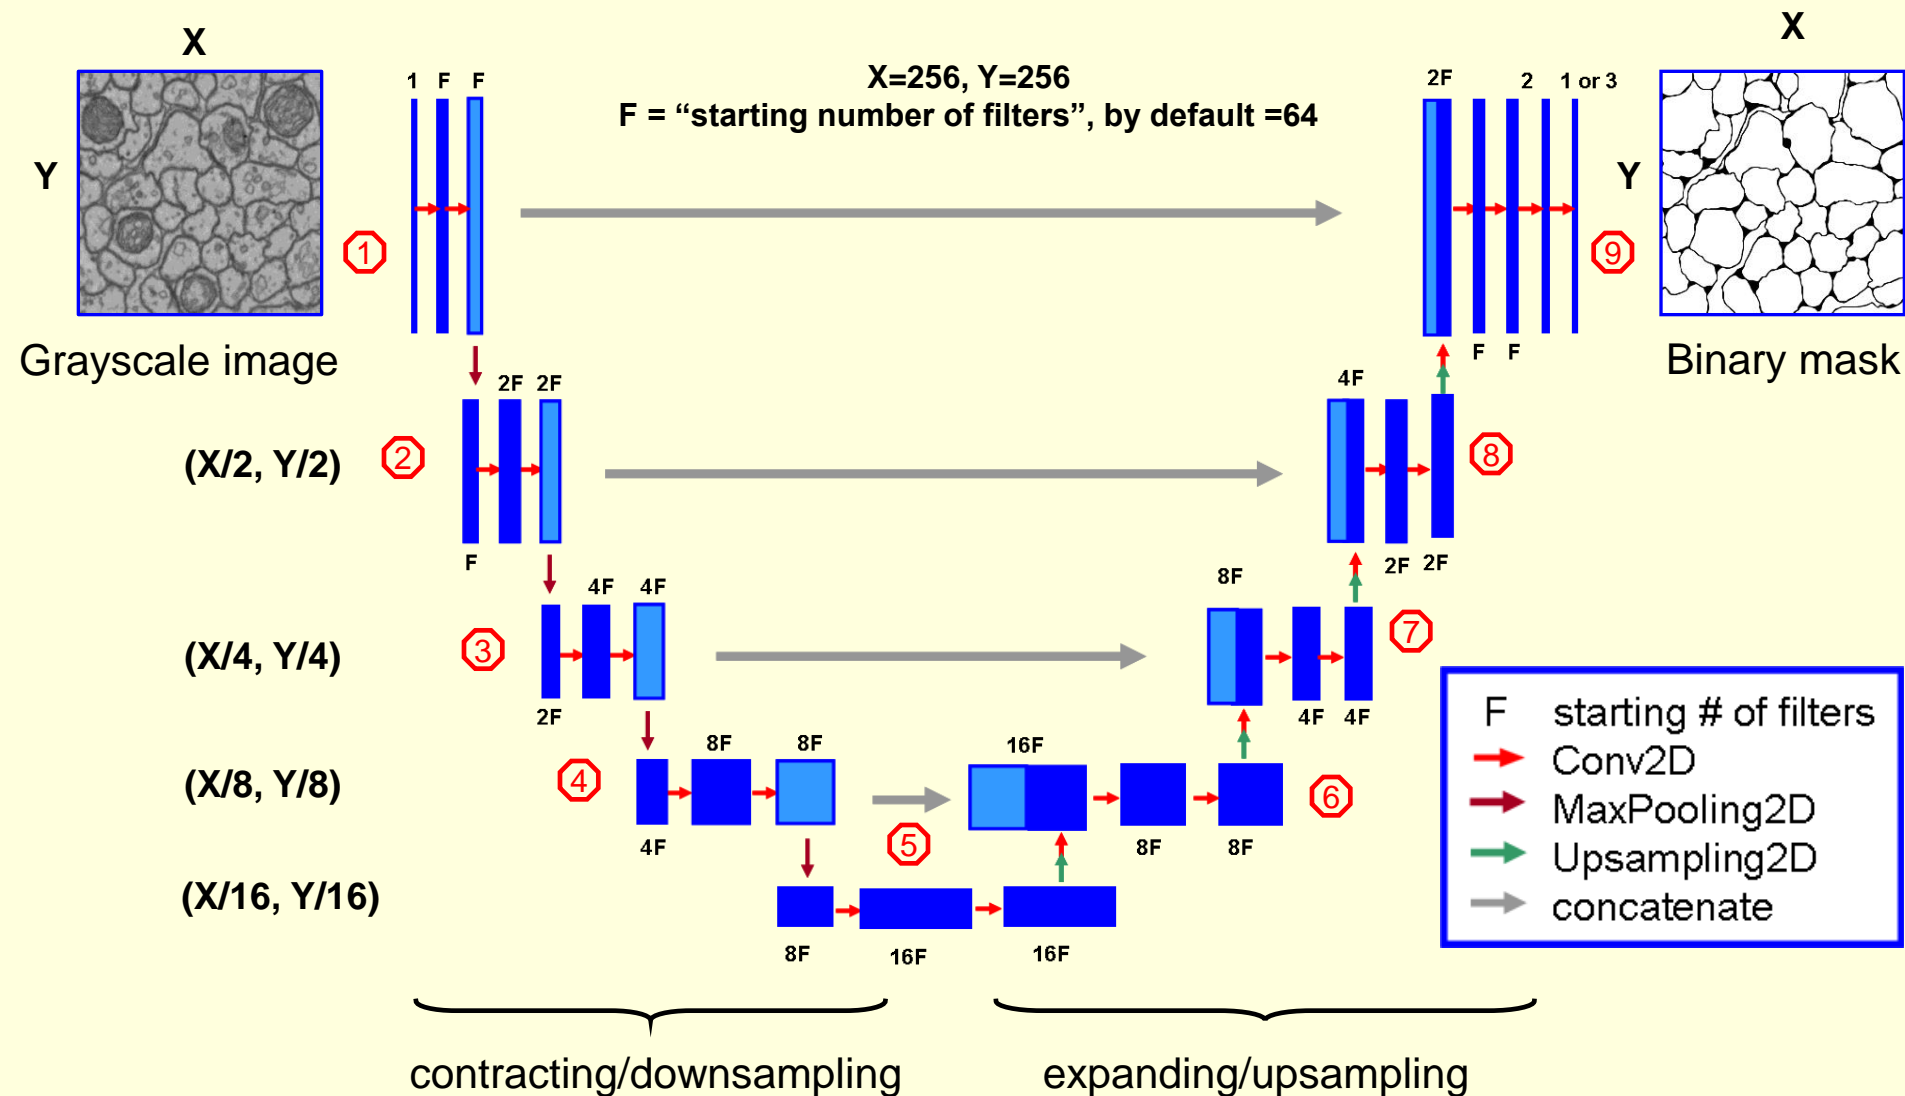 X
X
1 F F
X=256, Y=256
F = “starting number of filters”, by default =64
2F 2 1 or 3
Y
Y
1
9
Grayscale image
F F
Binary mask
2F 2F
4F
(X/2, Y/2)
2
8
F
2F 2F
4F 4F
8F
(X/4, Y/4)
3
7
2F
4F 4F
8F 8F
16F
(X/8, Y/8)
4
6
4F
5
8F 8F
(X/16, Y/16)
8F 16F 16F
F starting # of filters
Conv2D
MaxPooling2D
Upsampling2D
concatenate
contracting/downsampling
expanding/upsampling